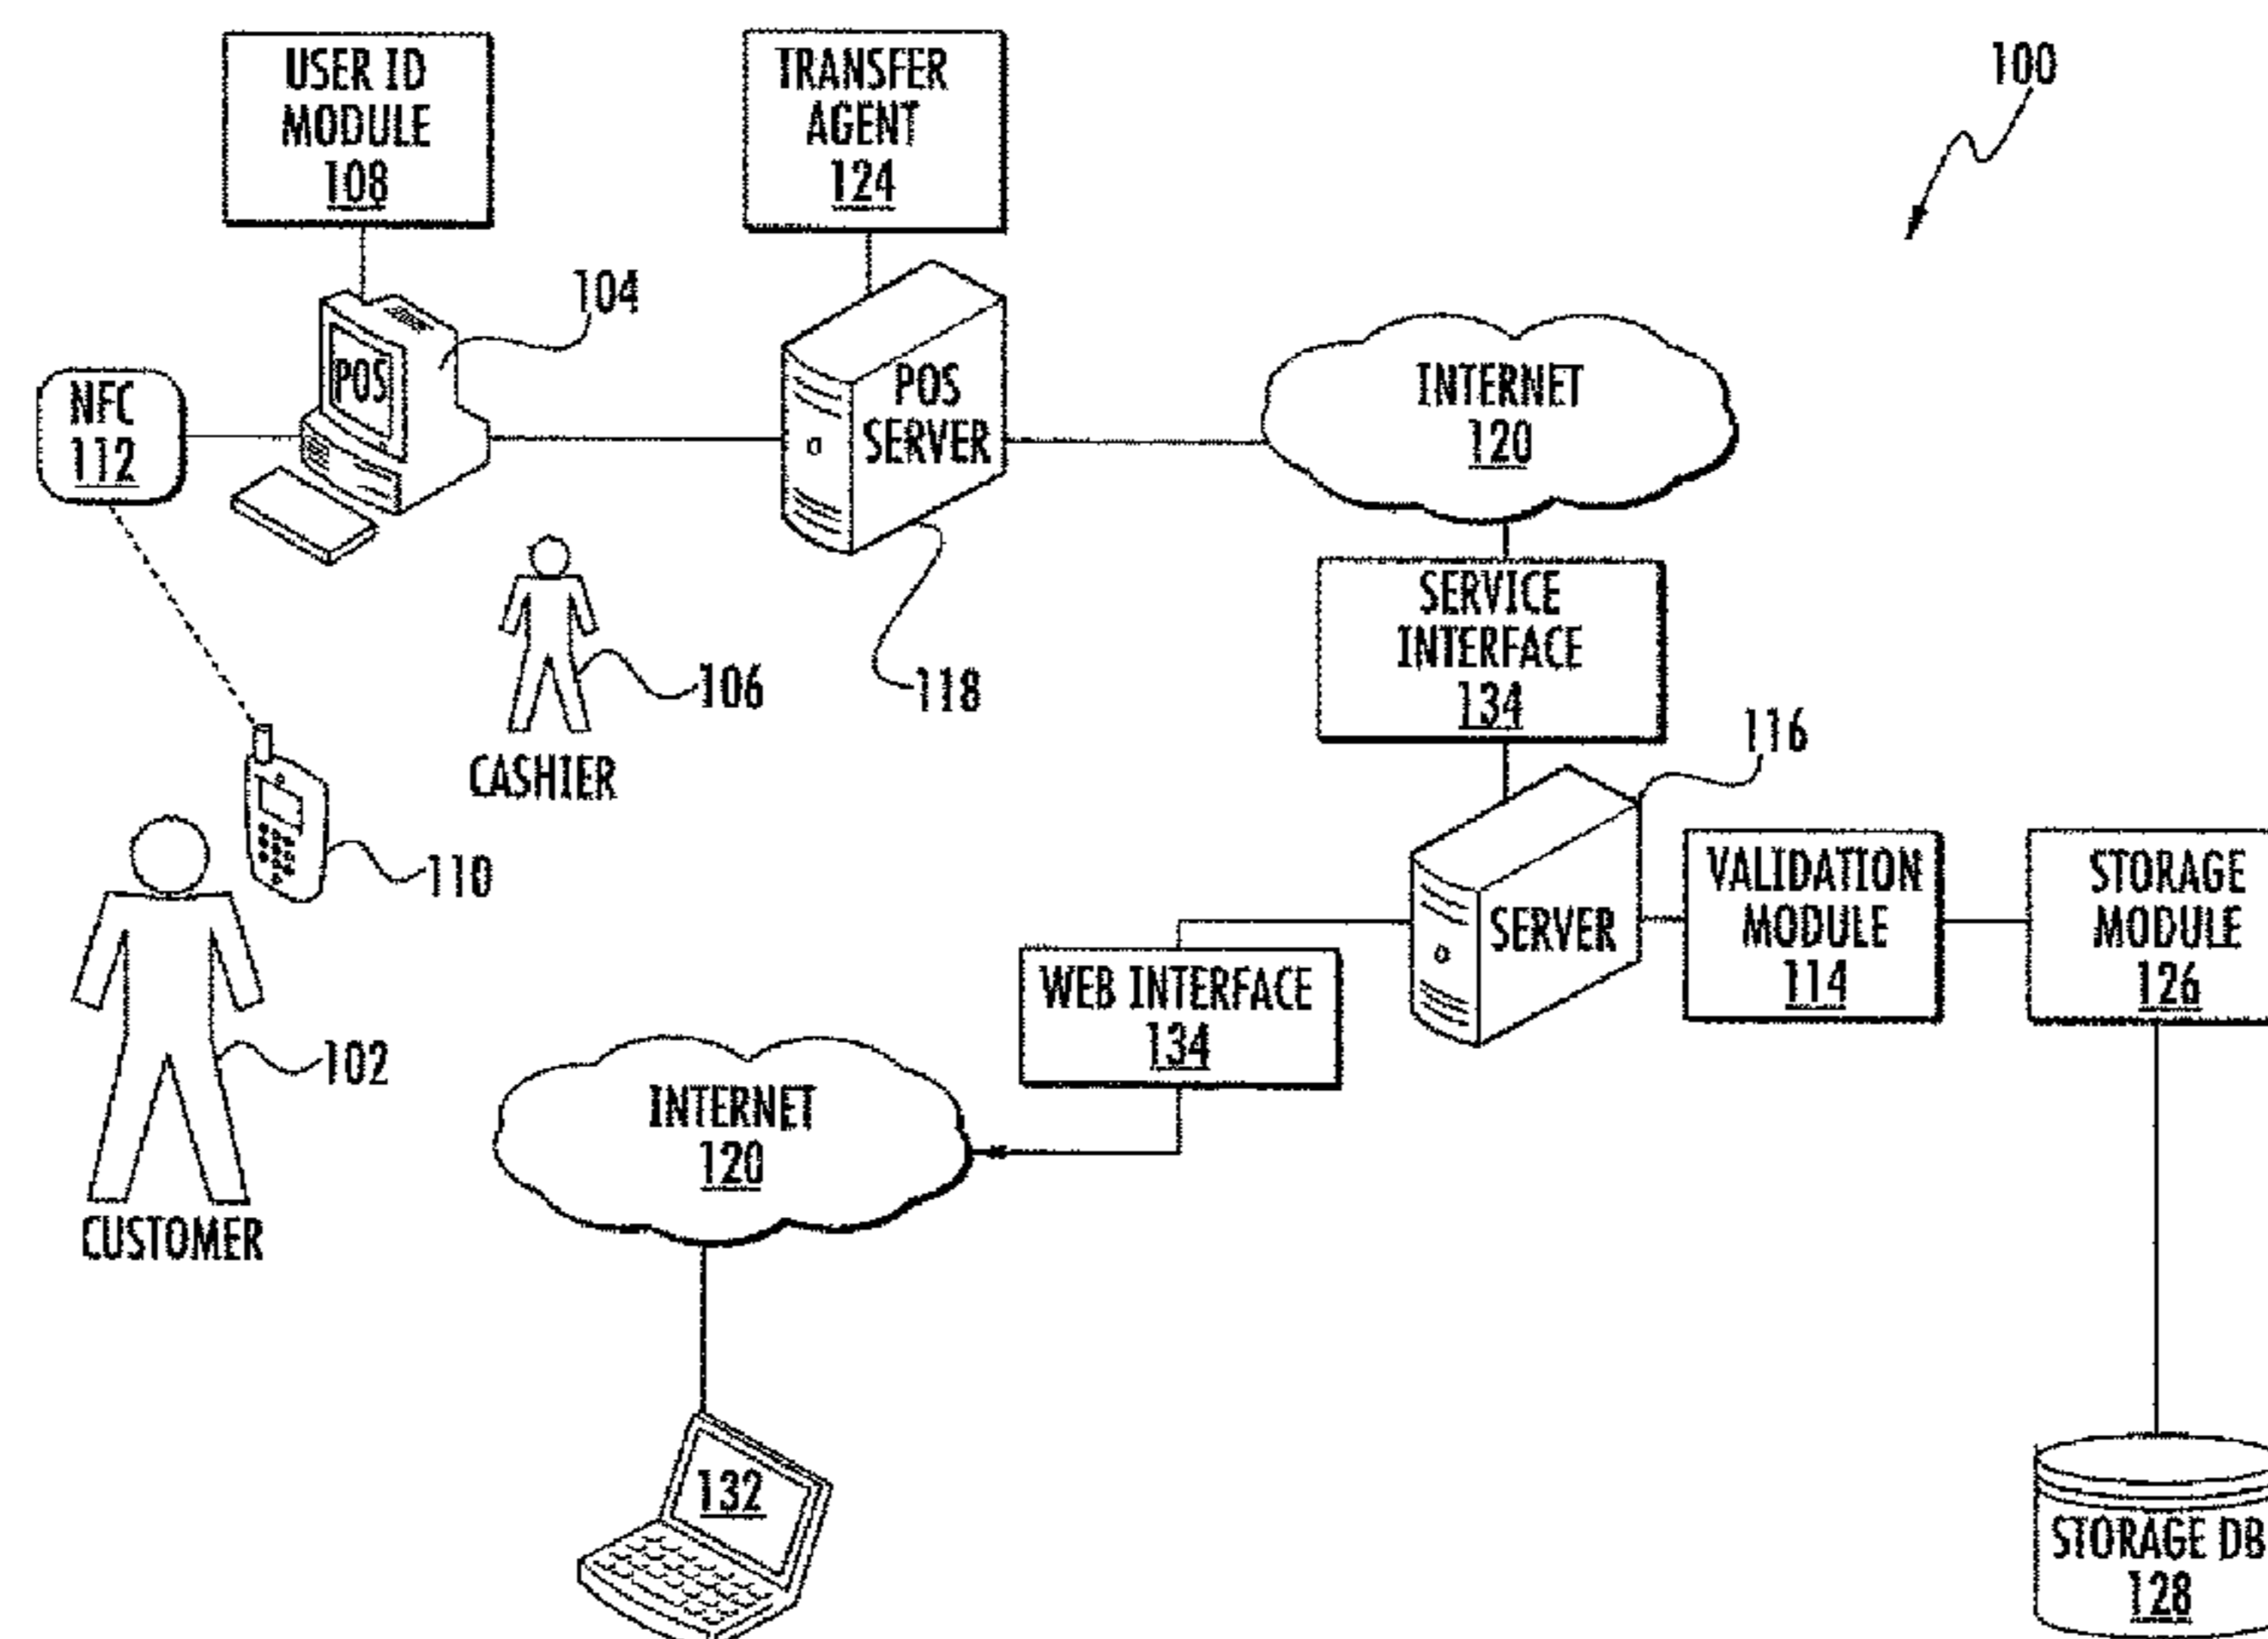 USER ID
MODULE
108
TRANSFER
AGENT
124
100
104
POS
NFC
112
POS
SERVER
INTERNET
120
SERVICE
INTERFACE
134
106
118
CASHIER
116
110
VALIDATION
MODULE
114
STORAGE
MODULE
126
SERVER
WEB INTERFACE
134
102
CUSTOMER
INTERNET
120
132
STORAGE DB
128